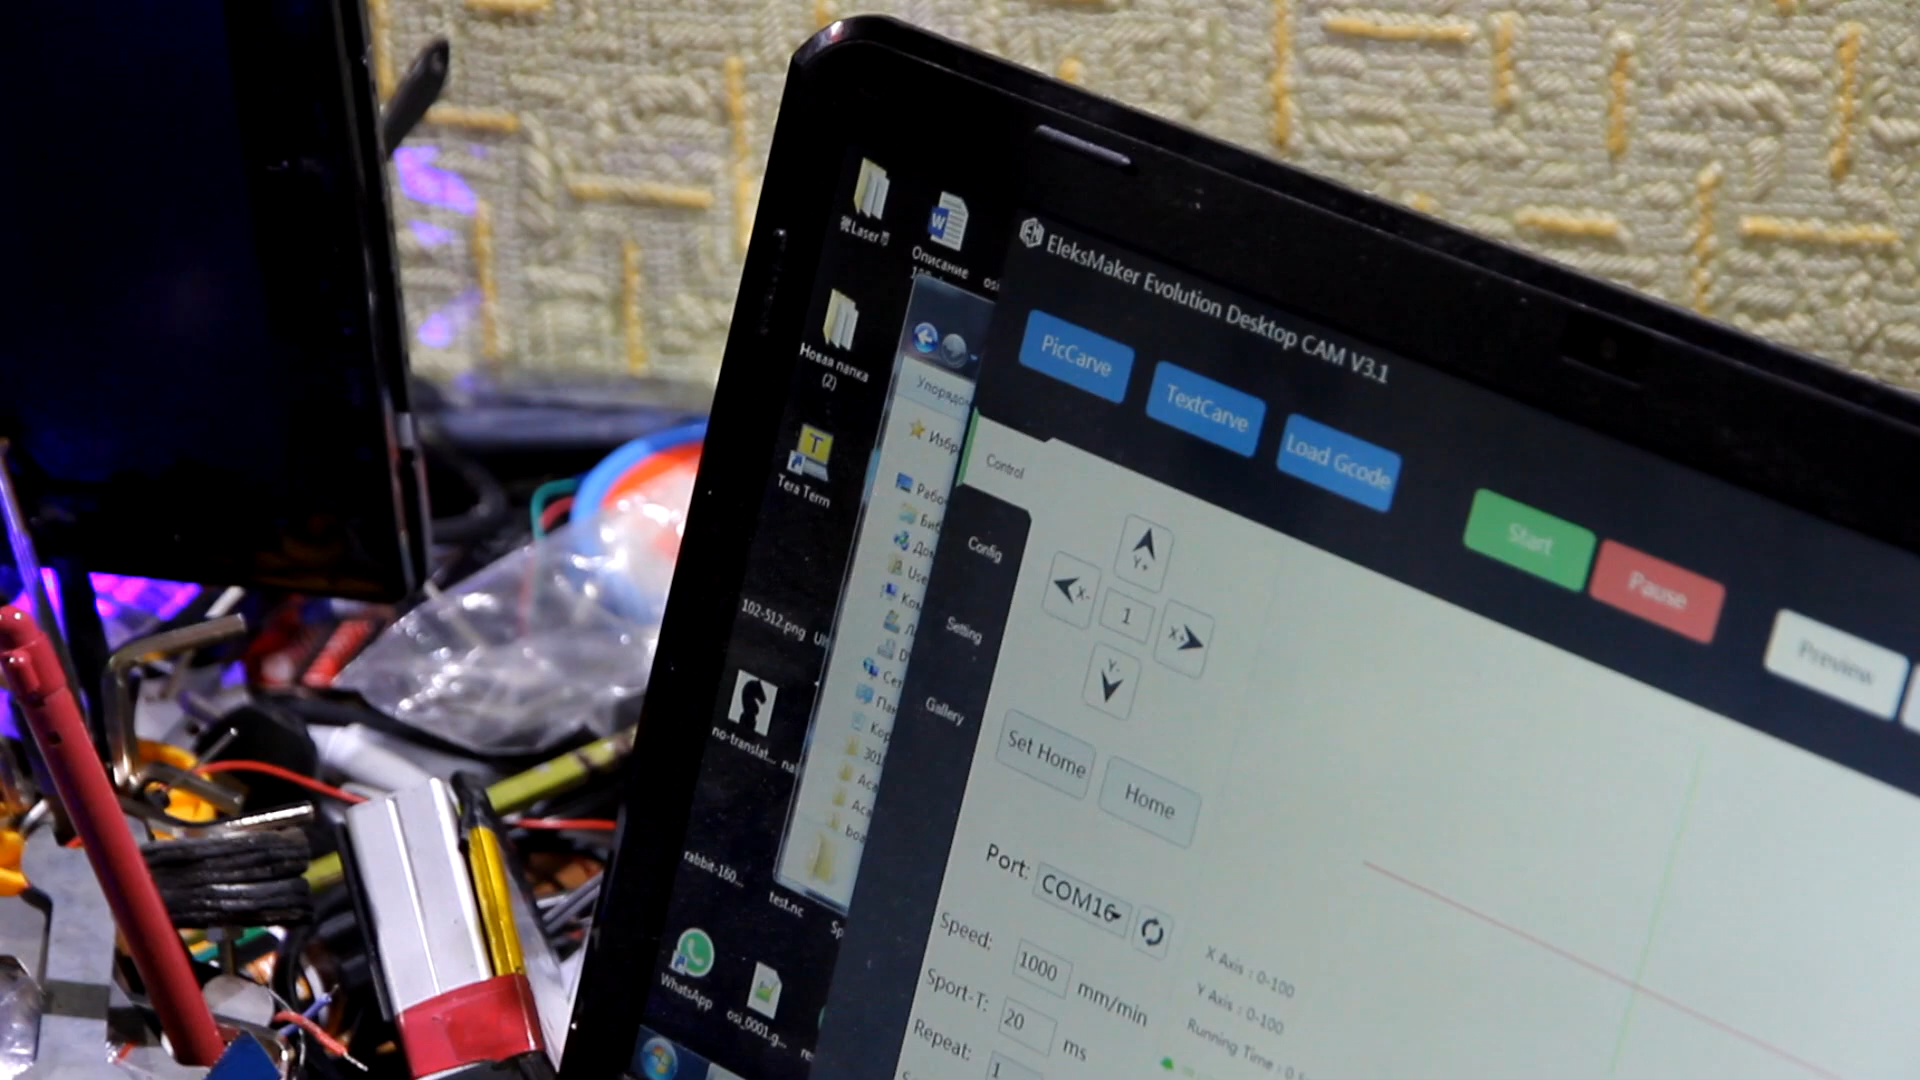 Laser
Описание
Новая папка
(2)
Tera Term
102-512.png
no-translat...
rabbit-160...
test.nc
WhatsApp
osi_0001.g...
EleksMaker Evolution Desktop CAM V3.1
PicCarve
TextCarve
Load Gcode
Start
Pause
Preview
Control
Config
Setting
Gallery
Y+
X-
1
X+
Y-
Set Home
Home
Port:
COM16
Speed:
1000
mm/min
Sport-T:
20
ms
Repeat:
1
X Axis : 0-100
Y Axis : 0-100
Running Time :